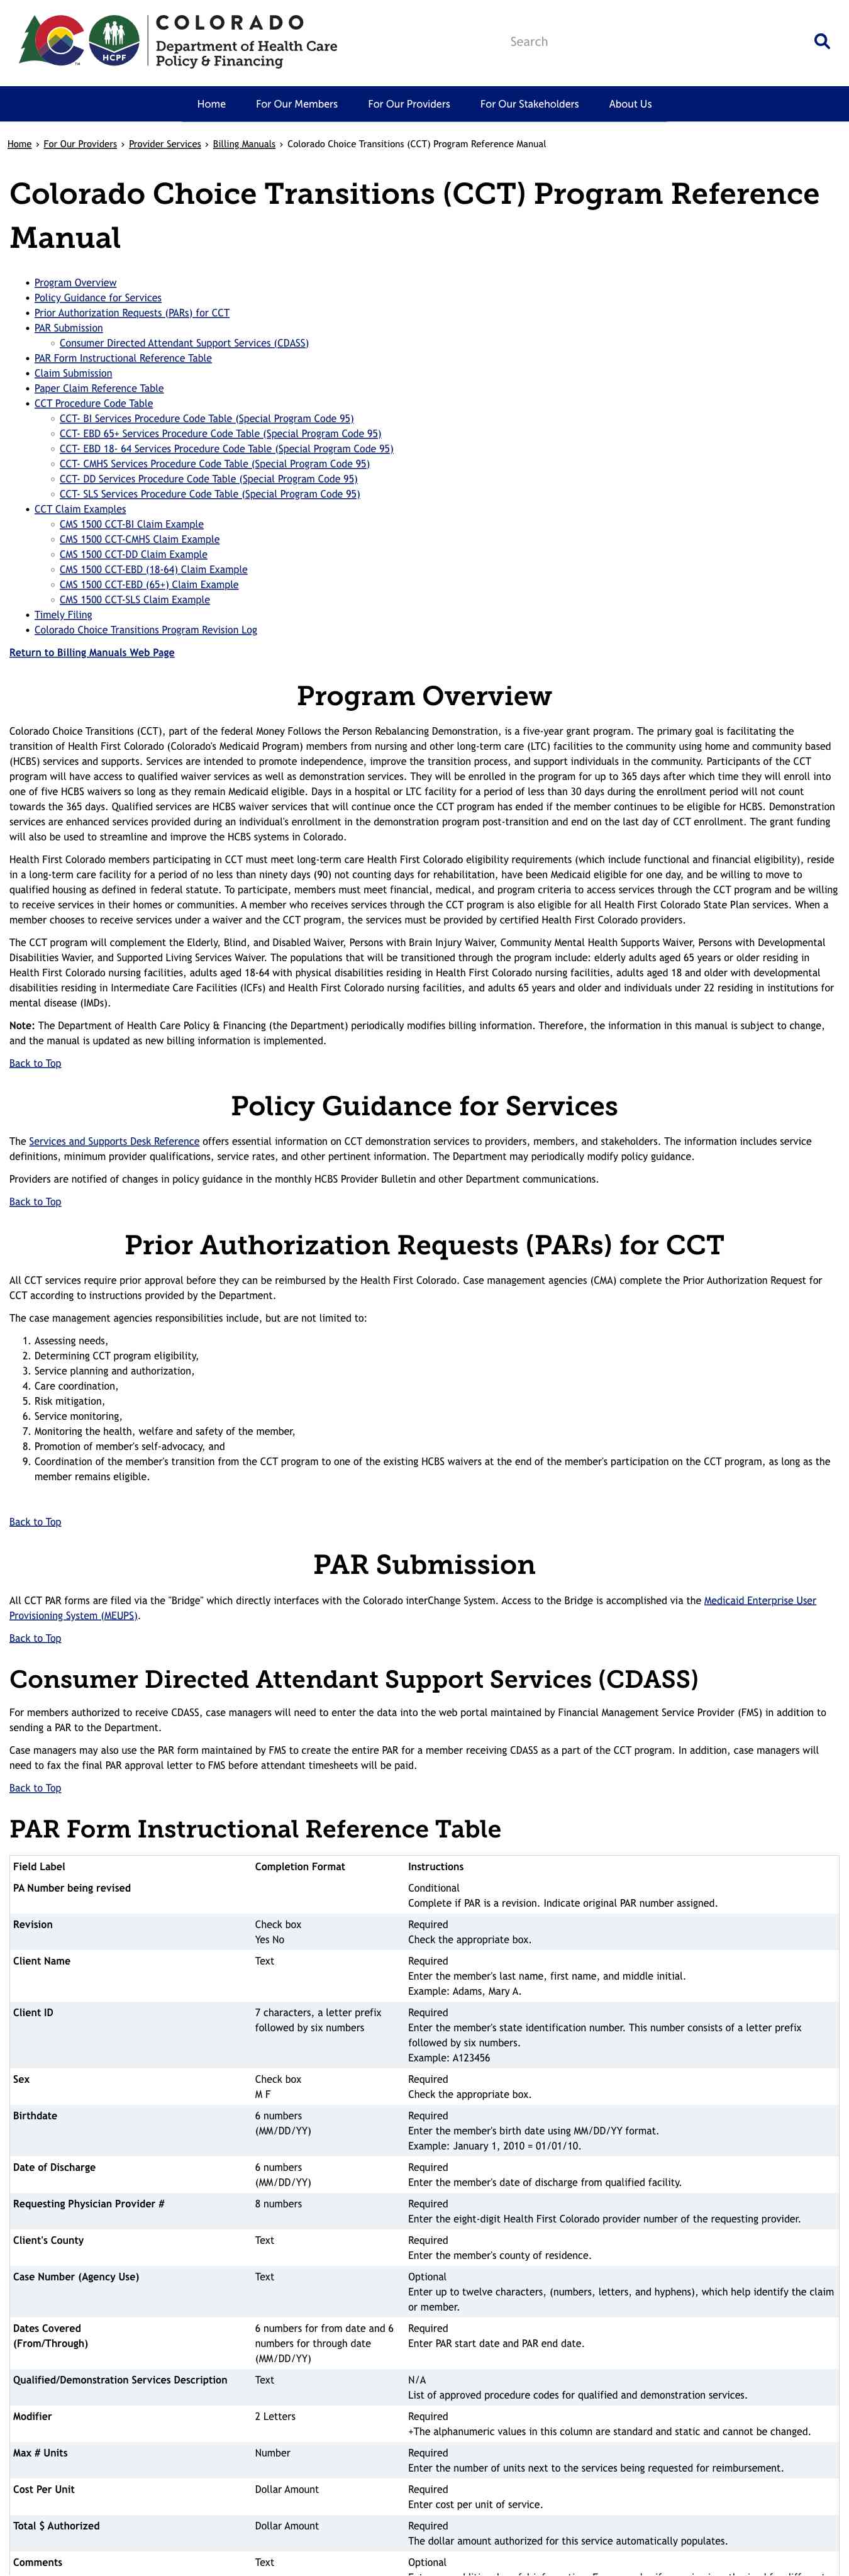 COLORADO
Department of Health Care
Policy & Financing
HCPF
TM
Search
Home For Our Members For Our Providers For Our Stakeholders About Us
Home › For Our Providers › Provider Services › Billing Manuals › Colorado Choice Transitions (CCT) Program Reference Manual
Colorado Choice Transitions (CCT) Program Reference
Manual
• Program Overview
• Policy Guidance for Services
• Prior Authorization Requests (PARs) for CCT
• PAR Submission
○ Consumer Directed Attendant Support Services (CDASS)
• PAR Form Instructional Reference Table
• Claim Submission
• Paper Claim Reference Table
• CCT Procedure Code Table
○ CCT- BI Services Procedure Code Table (Special Program Code 95)
○ CCT- EBD 65+ Services Procedure Code Table (Special Program Code 95)
○ CCT- EBD 18- 64 Services Procedure Code Table (Special Program Code 95)
○ CCT- CMHS Services Procedure Code Table (Special Program Code 95)
○ CCT- DD Services Procedure Code Table (Special Program Code 95)
○ CCT- SLS Services Procedure Code Table (Special Program Code 95)
• CCT Claim Examples
○ CMS 1500 CCT-BI Claim Example
○ CMS 1500 CCT-CMHS Claim Example
○ CMS 1500 CCT-DD Claim Example
○ CMS 1500 CCT-EBD (18-64) Claim Example
○ CMS 1500 CCT-EBD (65+) Claim Example
○ CMS 1500 CCT-SLS Claim Example
• Timely Filing
• Colorado Choice Transitions Program Revision Log
Return to Billing Manuals Web Page
Program Overview
Colorado Choice Transitions (CCT), part of the federal Money Follows the Person Rebalancing Demonstration, is a five-year grant program. The primary goal is facilitating the
transition of Health First Colorado (Colorado's Medicaid Program) members from nursing and other long-term care (LTC) facilities to the community using home and community based
(HCBS) services and supports. Services are intended to promote independence, improve the transition process, and support individuals in the community. Participants of the CCT
program will have access to qualified waiver services as well as demonstration services. They will be enrolled in the program for up to 365 days after which time they will enroll into
one of five HCBS waivers so long as they remain Medicaid eligible. Days in a hospital or LTC facility for a period of less than 30 days during the enrollment period will not count
towards the 365 days. Qualified services are HCBS waiver services that will continue once the CCT program has ended if the member continues to be eligible for HCBS. Demonstration
services are enhanced services provided during an individual's enrollment in the demonstration program post-transition and end on the last day of CCT enrollment. The grant funding
will also be used to streamline and improve the HCBS systems in Colorado.
Health First Colorado members participating in CCT must meet long-term care Health First Colorado eligibility requirements (which include functional and financial eligibility), reside
in a long-term care facility for a period of no less than ninety days (90) not counting days for rehabilitation, have been Medicaid eligible for one day, and be willing to move to
qualified housing as defined in federal statute. To participate, members must meet financial, medical, and program criteria to access services through the CCT program and be willing
to receive services in their homes or communities. A member who receives services through the CCT program is also eligible for all Health First Colorado State Plan services. When a
member chooses to receive services under a waiver and the CCT program, the services must be provided by certified Health First Colorado providers.
The CCT program will complement the Elderly, Blind, and Disabled Waiver, Persons with Brain Injury Waiver, Community Mental Health Supports Waiver, Persons with Developmental
Disabilities Wavier, and Supported Living Services Waiver. The populations that will be transitioned through the program include: elderly adults aged 65 years or older residing in
Health First Colorado nursing facilities, adults aged 18-64 with physical disabilities residing in Health First Colorado nursing facilities, adults aged 18 and older with developmental
disabilities residing in Intermediate Care Facilities (ICFs) and Health First Colorado nursing facilities, and adults 65 years and older and individuals under 22 residing in institutions for
mental disease (IMDs).
Note: The Department of Health Care Policy & Financing (the Department) periodically modifies billing information. Therefore, the information in this manual is subject to change,
and the manual is updated as new billing information is implemented.
Back to Top
Policy Guidance for Services
The Services and Supports Desk Reference offers essential information on CCT demonstration services to providers, members, and stakeholders. The information includes service
definitions, minimum provider qualifications, service rates, and other pertinent information. The Department may periodically modify policy guidance.
Providers are notified of changes in policy guidance in the monthly HCBS Provider Bulletin and other Department communications.
Back to Top
Prior Authorization Requests (PARs) for CCT
All CCT services require prior approval before they can be reimbursed by the Health First Colorado. Case management agencies (CMA) complete the Prior Authorization Request for
CCT according to instructions provided by the Department.
The case management agencies responsibilities include, but are not limited to:
1. Assessing needs,
2. Determining CCT program eligibility,
3. Service planning and authorization,
4. Care coordination,
5. Risk mitigation,
6. Service monitoring,
7. Monitoring the health, welfare and safety of the member,
8. Promotion of member's self-advocacy, and
9. Coordination of the member's transition from the CCT program to one of the existing HCBS waivers at the end of the member's participation on the CCT program, as long as the
member remains eligible.
Back to Top
PAR Submission
All CCT PAR forms are filed via the "Bridge" which directly interfaces with the Colorado interChange System. Access to the Bridge is accomplished via the Medicaid Enterprise User
Provisioning System (MEUPS).
Back to Top
Consumer Directed Attendant Support Services (CDASS)
For members authorized to receive CDASS, case managers will need to enter the data into the web portal maintained by Financial Management Service Provider (FMS) in addition to
sending a PAR to the Department.
Case managers may also use the PAR form maintained by FMS to create the entire PAR for a member receiving CDASS as a part of the CCT program. In addition, case managers will
need to fax the final PAR approval letter to FMS before attendant timesheets will be paid.
Back to Top
PAR Form Instructional Reference Table
Field Label Completion Format Instructions
PA Number being revised Conditional
Complete if PAR is a revision. Indicate original PAR number assigned.
Revision Check box Required
Yes No Check the appropriate box.
Client Name Text Required
Enter the member's last name, first name, and middle initial.
Example: Adams, Mary A.
Client ID 7 characters, a letter prefix Required
followed by six numbers Enter the member's state identification number. This number consists of a letter prefix
followed by six numbers.
Example: A123456
Sex Check box Required
M F Check the appropriate box.
Birthdate 6 numbers Required
(MM/DD/YY) Enter the member's birth date using MM/DD/YY format.
Example: January 1, 2010 = 01/01/10.
Date of Discharge 6 numbers Required
(MM/DD/YY) Enter the member's date of discharge from qualified facility.
Requesting Physician Provider # 8 numbers Required
Enter the eight-digit Health First Colorado provider number of the requesting provider.
Client's County Text Required
Enter the member's county of residence.
Case Number (Agency Use) Text Optional
Enter up to twelve characters, (numbers, letters, and hyphens), which help identify the claim
or member.
Dates Covered 6 numbers for from date and 6 Required
(From/Through) numbers for through date Enter PAR start date and PAR end date.
(MM/DD/YY)
Qualified/Demonstration Services Description Text N/A
List of approved procedure codes for qualified and demonstration services.
Modifier 2 Letters Required
+The alphanumeric values in this column are standard and static and cannot be changed.
Max # Units Number Required
Enter the number of units next to the services being requested for reimbursement.
Cost Per Unit Dollar Amount Required
Enter cost per unit of service.
Total $ Authorized Dollar Amount Required
The dollar amount authorized for this service automatically populates.
Comments Text Optional